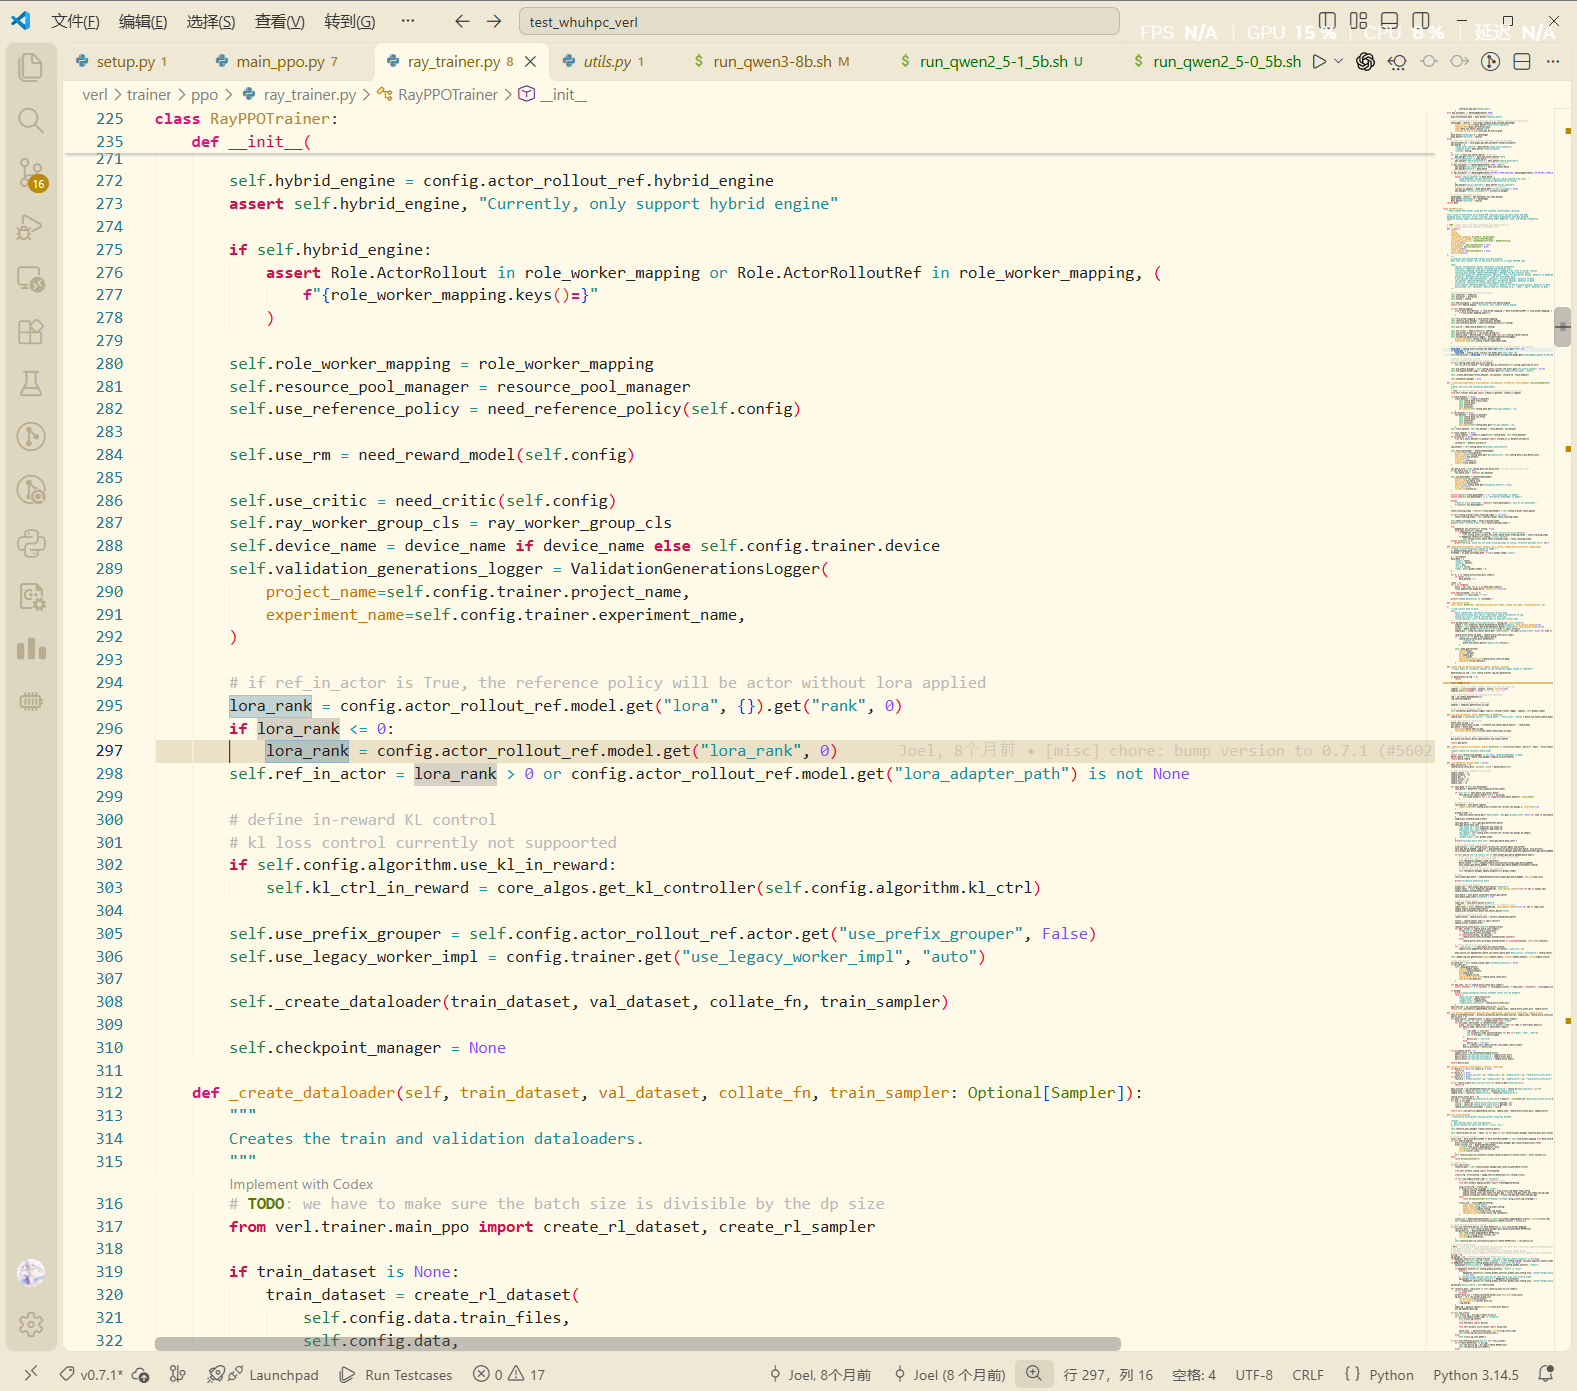 文件(F) 编辑(E) 选择(S) 查看(V) 转到(G) ··· test_whuhpc_verl
FPS N/A | GPU 15 % | CPU 8 % | 延迟 N/A
setup.py 1 main_ppo.py 7 ray_trainer.py 8 utils.py 1 $ run_qwen3-8b.sh M $ run_qwen2_5-1_5b.sh U $ run_qwen2_5-0_5b.sh
verl > trainer > ppo > ray_trainer.py > RayPPOTrainer > __init__
225 class RayPPOTrainer:
235 def __init__(
271
272 self.hybrid_engine = config.actor_rollout_ref.hybrid_engine
273 assert self.hybrid_engine, "Currently, only support hybrid engine"
274
275 if self.hybrid_engine:
276 assert Role.ActorRollout in role_worker_mapping or Role.ActorRolloutRef in role_worker_mapping, (
277 f"{role_worker_mapping.keys()=}"
278 )
279
280 self.role_worker_mapping = role_worker_mapping
281 self.resource_pool_manager = resource_pool_manager
282 self.use_reference_policy = need_reference_policy(self.config)
283
284 self.use_rm = need_reward_model(self.config)
285
286 self.use_critic = need_critic(self.config)
287 self.ray_worker_group_cls = ray_worker_group_cls
288 self.device_name = device_name if device_name else self.config.trainer.device
289 self.validation_generations_logger = ValidationGenerationsLogger(
290 project_name=self.config.trainer.project_name,
291 experiment_name=self.config.trainer.experiment_name,
292 )
293
294 # if ref_in_actor is True, the reference policy will be actor without lora applied
295 lora_rank = config.actor_rollout_ref.model.get("lora", {}).get("rank", 0)
296 if lora_rank <= 0:
297 lora_rank = config.actor_rollout_ref.model.get("lora_rank", 0) Joel, 8个月前 • [misc] chore: bump version to 0.7.1 (#5602
298 self.ref_in_actor = lora_rank > 0 or config.actor_rollout_ref.model.get("lora_adapter_path") is not None
299
300 # define in-reward KL control
301 # kl loss control currently not suppoorted
302 if self.config.algorithm.use_kl_in_reward:
303 self.kl_ctrl_in_reward = core_algos.get_kl_controller(self.config.algorithm.kl_ctrl)
304
305 self.use_prefix_grouper = self.config.actor_rollout_ref.actor.get("use_prefix_grouper", False)
306 self.use_legacy_worker_impl = config.trainer.get("use_legacy_worker_impl", "auto")
307
308 self._create_dataloader(train_dataset, val_dataset, collate_fn, train_sampler)
309
310 self.checkpoint_manager = None
311
312 def _create_dataloader(self, train_dataset, val_dataset, collate_fn, train_sampler: Optional[Sampler]):
313 """
314 Creates the train and validation dataloaders.
315 """
Implement with Codex
316 # TODO: we have to make sure the batch size is divisible by the dp size
317 from verl.trainer.main_ppo import create_rl_dataset, create_rl_sampler
318
319 if train_dataset is None:
320 train_dataset = create_rl_dataset(
321 self.config.data.train_files,
322 self.config.data,
16
v0.7.1* Launchpad Run Testcases 0 17 Joel, 8个月前 Joel (8 个月前) 行 297, 列 16 空格: 4 UTF-8 CRLF { } Python Python 3.14.5